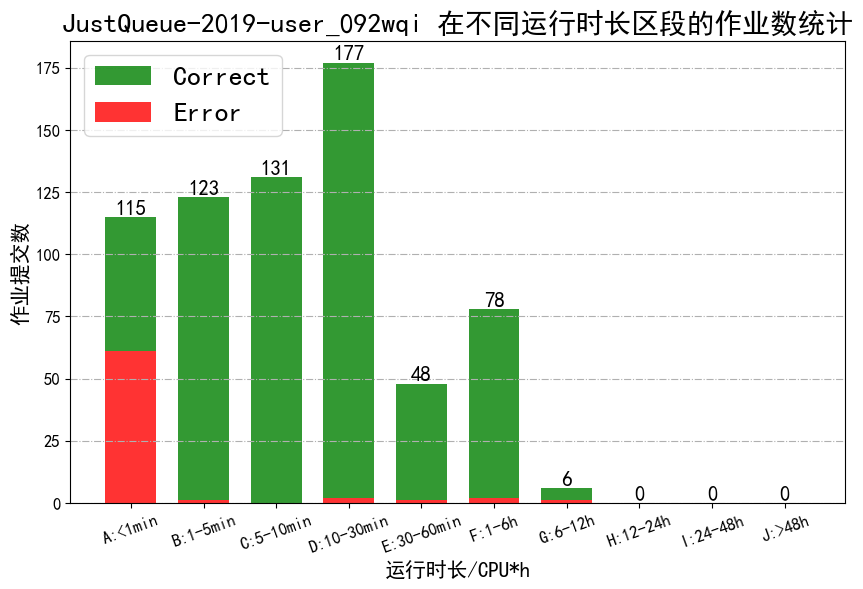 JustQueue-2019-user_092wqi 在不同运行时长区段的作业数统计
Correct
Error
作业提交数
175
150
125
100
75
50
25
0
115
123
131
177
48
78
6
0
0
0
A:<1min
B:1-5min
C:5-10min
D:10-30min
E:30-60min
F:1-6h
G:6-12h
H:12-24h
I:24-48h
J:>48h
运行时长/CPU*h